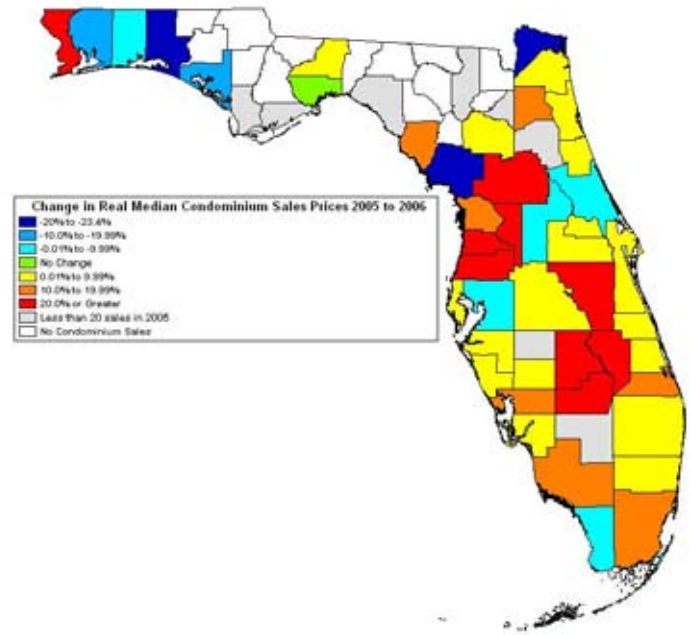 Change in Real Median Condominium Sales Prices 2005 to 2006
-20% to -23.4%
-10.0% to -19.99%
-0.01% to -9.99%
No Change
0.01% to 9.99%
10.0% to 19.99%
20.0% or Greater
Less than 20 sales in 2005
No Condominium Sales